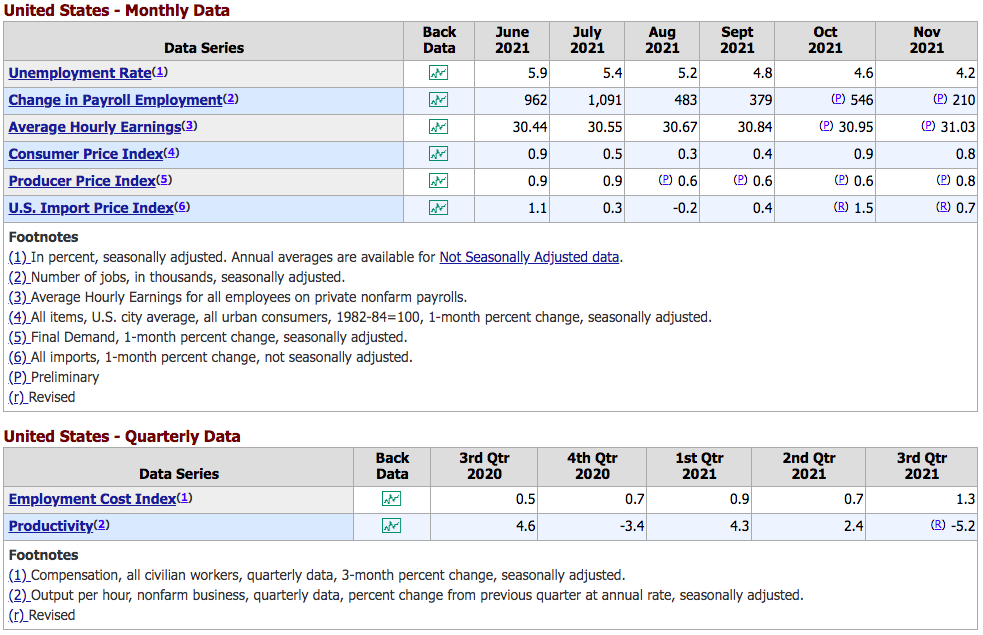 United States - Monthly Data
Data Series Back Data June 2021 July 2021 Aug 2021 Sept 2021 Oct 2021 Nov 2021
Unemployment Rate(1) 5.9 5.4 5.2 4.8 4.6 4.2
Change in Payroll Employment(2) 962 1,091 483 379 (P) 546 (P) 210
Average Hourly Earnings(3) 30.44 30.55 30.67 30.84 (P) 30.95 (P) 31.03
Consumer Price Index(4) 0.9 0.5 0.3 0.4 0.9 0.8
Producer Price Index(5) 0.9 0.9 (P) 0.6 (P) 0.6 (P) 0.6 (P) 0.8
U.S. Import Price Index(6) 1.1 0.3 -0.2 0.4 (R) 1.5 (R) 0.7
Footnotes
(1) In percent, seasonally adjusted. Annual averages are available for Not Seasonally Adjusted data.
(2) Number of jobs, in thousands, seasonally adjusted.
(3) Average Hourly Earnings for all employees on private nonfarm payrolls.
(4) All items, U.S. city average, all urban consumers, 1982-84=100, 1-month percent change, seasonally adjusted.
(5) Final Demand, 1-month percent change, seasonally adjusted.
(6) All imports, 1-month percent change, not seasonally adjusted.
(P) Preliminary
(r) Revised
United States - Quarterly Data
Data Series Back Data 3rd Qtr 2020 4th Qtr 2020 1st Qtr 2021 2nd Qtr 2021 3rd Qtr 2021
Employment Cost Index(1) 0.5 0.7 0.9 0.7 1.3
Productivity(2) 4.6 -3.4 4.3 2.4 (R) -5.2
Footnotes
(1) Compensation, all civilian workers, quarterly data, 3-month percent change, seasonally adjusted.
(2) Output per hour, nonfarm business, quarterly data, percent change from previous quarter at annual rate, seasonally adjusted.
(r) Revised